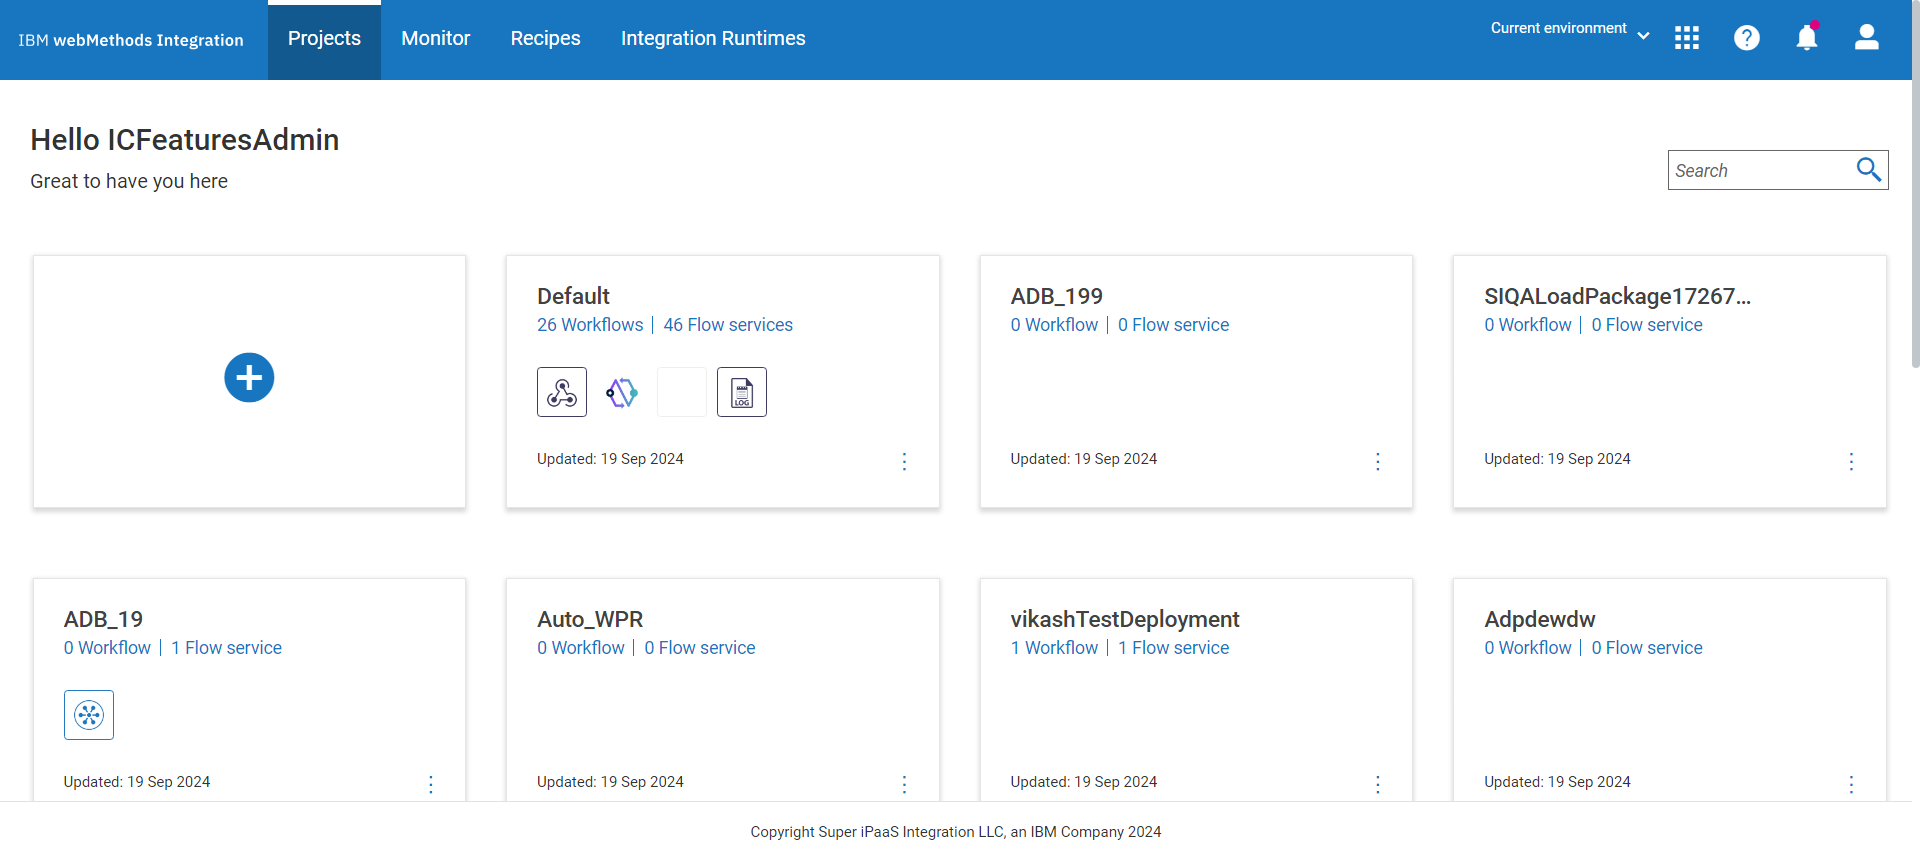 IBM webMethods Integration
Projects
Monitor
Recipes
Integration Runtimes
Current environment
?
Hello ICFeaturesAdmin
Great to have you here
Search
Default
26 Workflows | 46 Flow services
LOG
Updated: 19 Sep 2024
ADB_199
0 Workflow | 0 Flow service
Updated: 19 Sep 2024
SIQALoadPackage17267...
0 Workflow | 0 Flow service
Updated: 19 Sep 2024
ADB_19
0 Workflow | 1 Flow service
Updated: 19 Sep 2024
Auto_WPR
0 Workflow | 0 Flow service
Updated: 19 Sep 2024
vikashTestDeployment
1 Workflow | 1 Flow service
Updated: 19 Sep 2024
Adpdewdw
0 Workflow | 0 Flow service
Updated: 19 Sep 2024
Copyright Super iPaaS Integration LLC, an IBM Company 2024